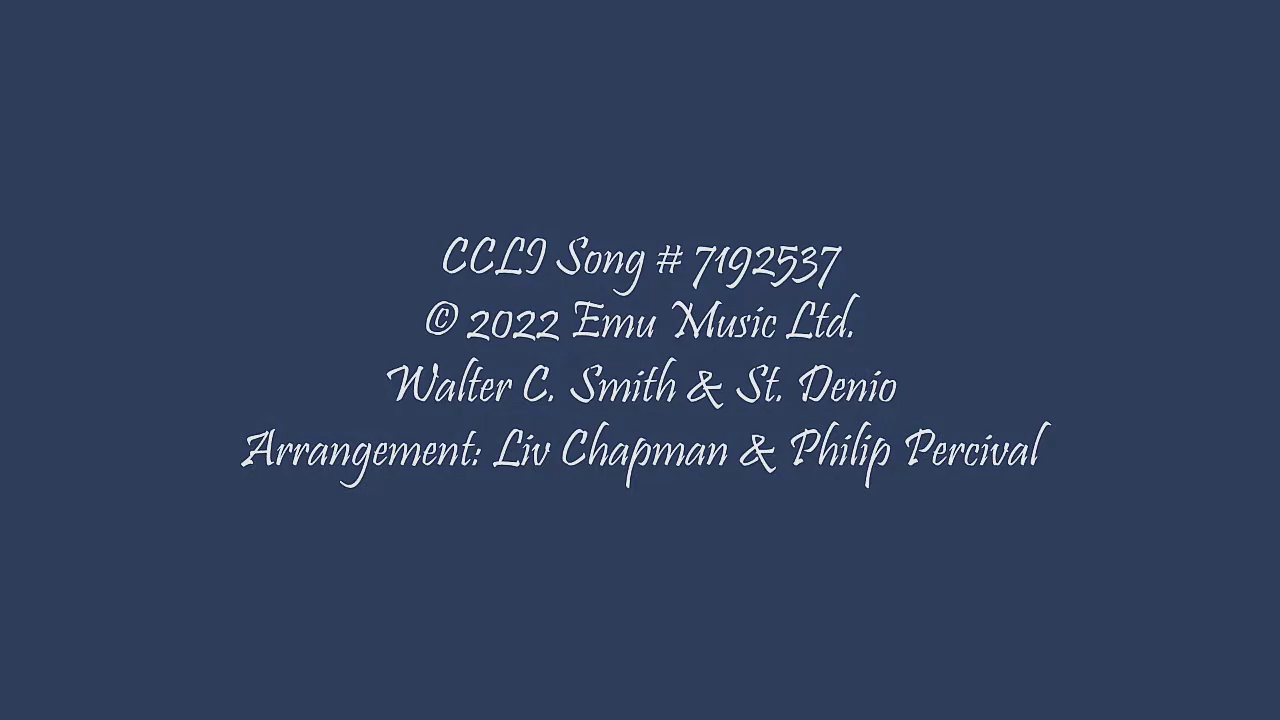 CCLI Song # 7192537
© 2022 Emu Music Ltd.
Walter C. Smith & St. Denio
Arrangement: Liv Chapman & Philip Percival